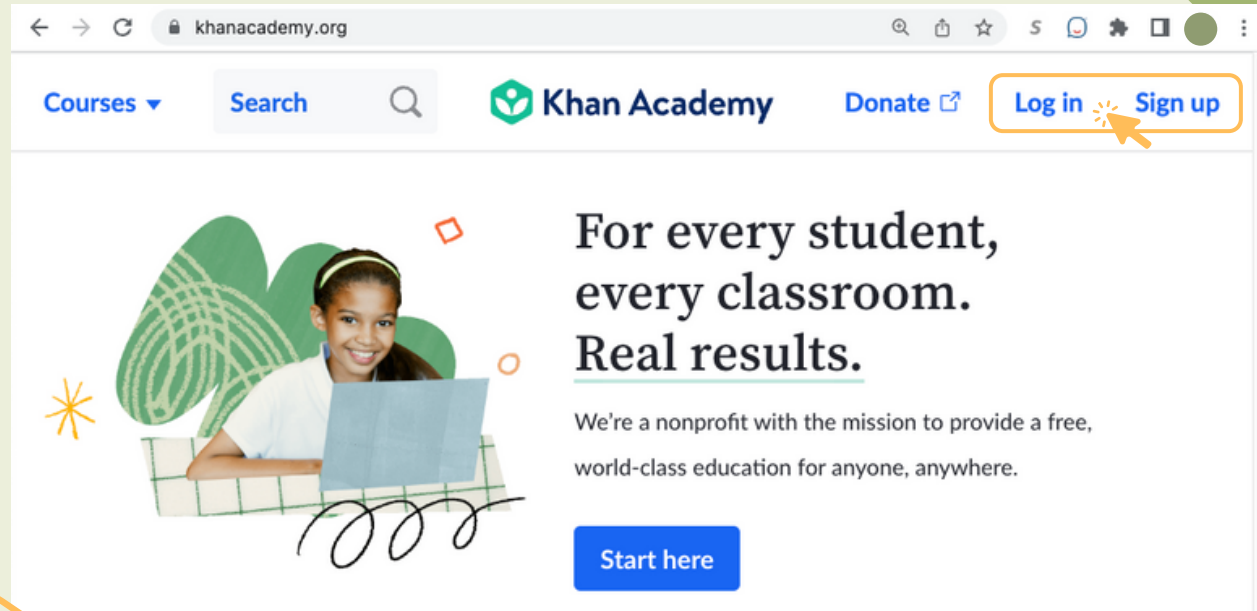 khanacademy.org
Courses Search Khan Academy Donate Log in Sign up
For every student,
every classroom.
Real results.
We're a nonprofit with the mission to provide a free,
world-class education for anyone, anywhere.
Start here